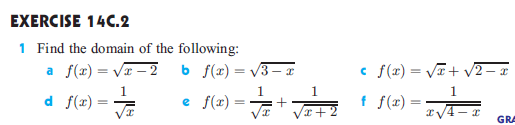 EXERCISE 14C.2
1 Find the domain of the following:
a f(x) = √(x − 2) b f(x) = √(3 − x) c f(x) = √x + √(2 − x)
d f(x) = 1/√x e f(x) = 1/√x + 1/√(x + 2) f f(x) = 1/(x√(4 − x))
GRA